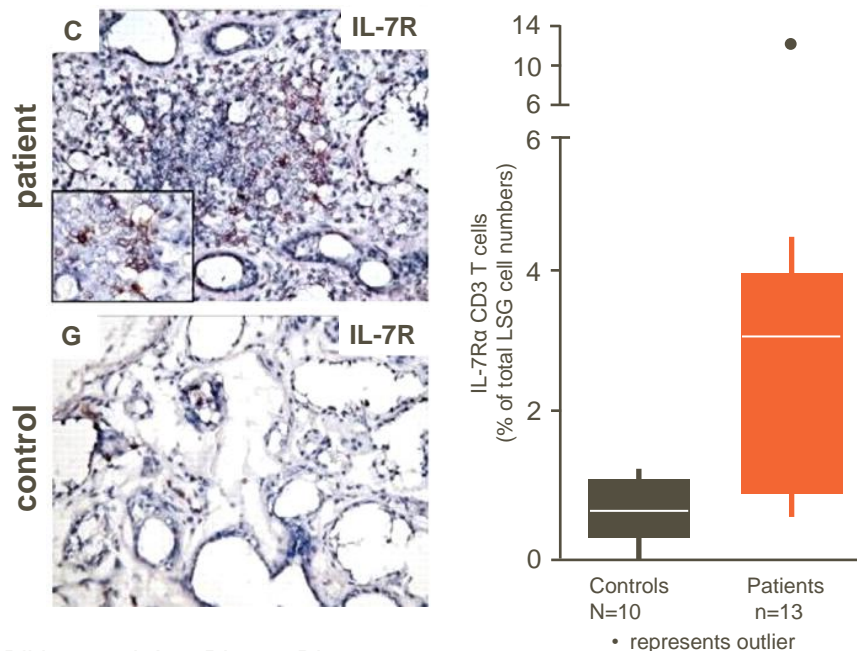 C
IL-7R
patient
G
IL-7R
control
14
10
6
6
4
2
0
IL-7Rα CD3 T cells
(% of total LSG cell numbers)
Controls
N=10
Patients
n=13
• represents outlier